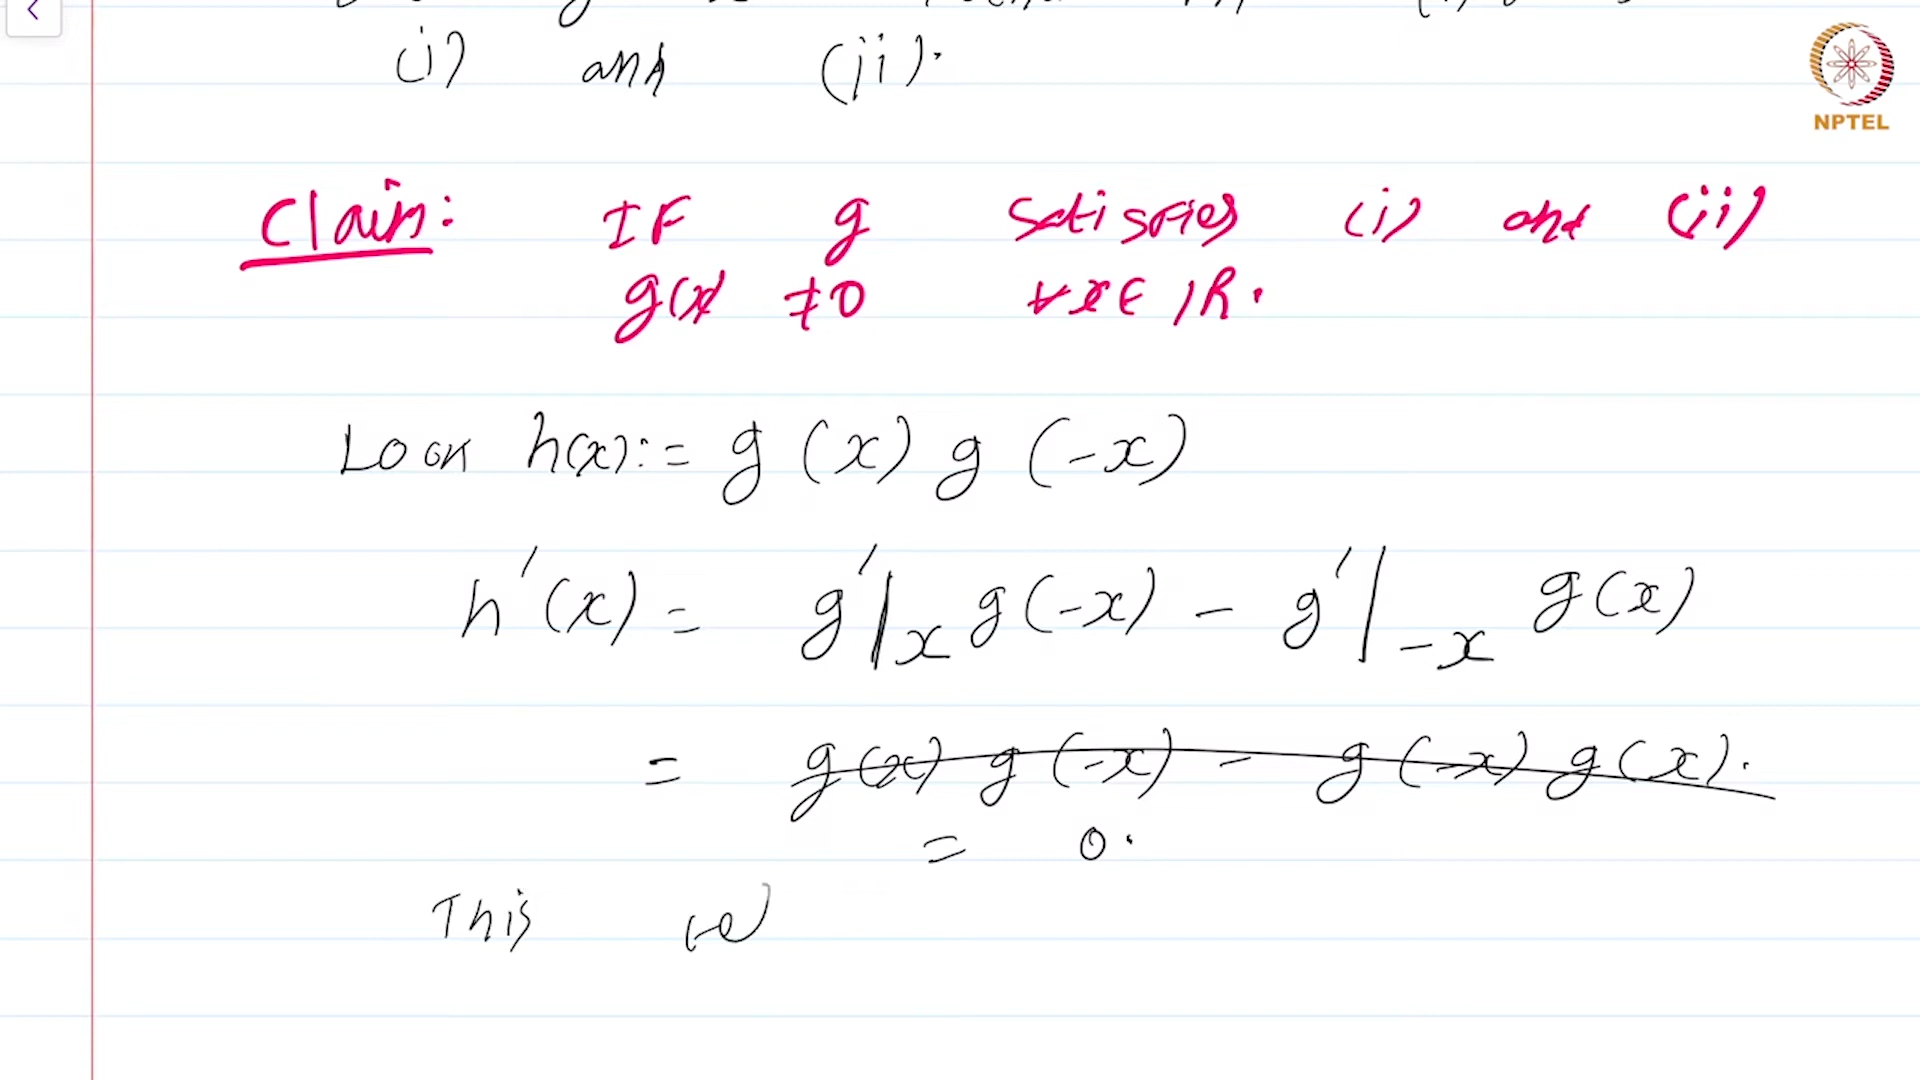 (i) and (ii).
NPTEL
Claim: IF g satisfies (i) and (ii)
g(x) ≠ 0 ∀ x ∈ ℝ.
Look h(x) := g(x) g(-x)
h'(x) = g'|x g(-x) - g'|-x g(x)
= g(x) g(-x) - g(-x) g(x).
= 0.
This